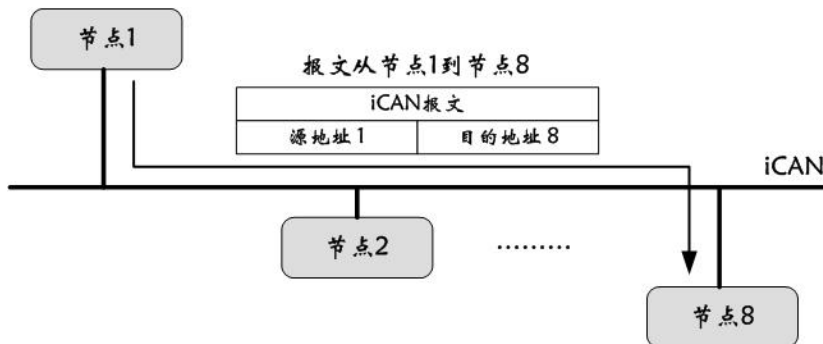 节点1
报文从节点1到节点8
iCAN报文
源地址1
目的地址8
iCAN
节点2
………
节点8